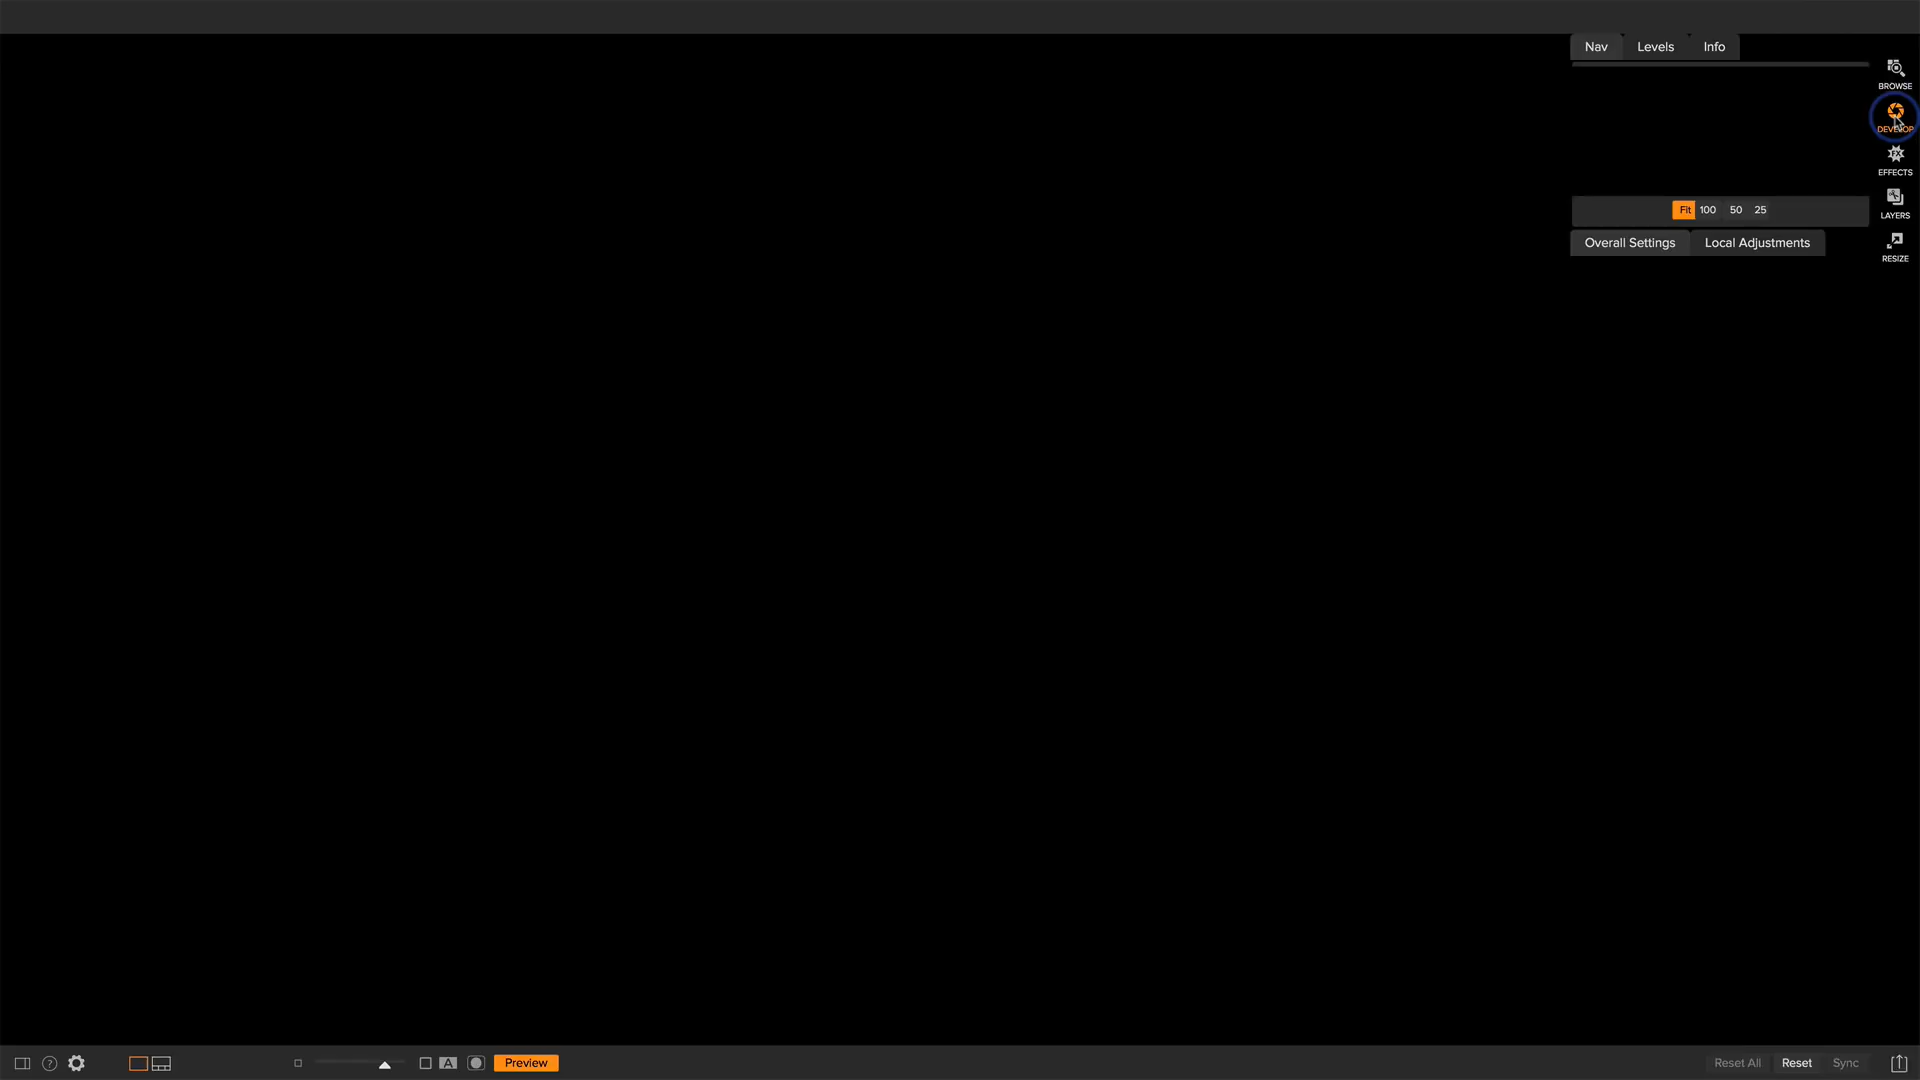 Nav Levels Info
BROWSE
DEVELOP
EFFECTS
Fit 100 50 25
LAYERS
Overall Settings Local Adjustments
RESIZE
? A Preview Reset All Reset Sync